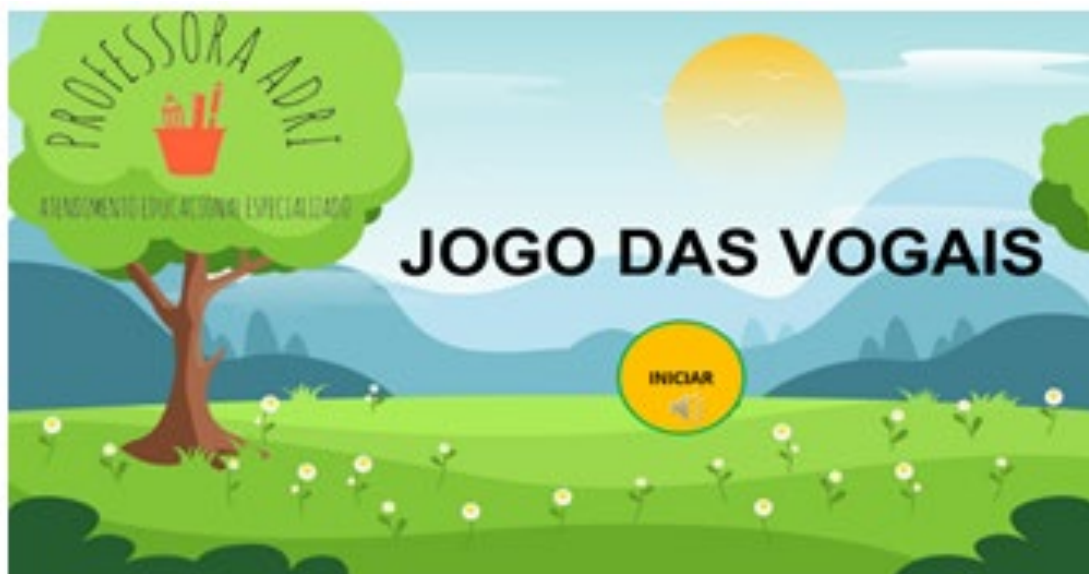 PROFESSORA ADRI
ATENDIMENTO EDUCACIONAL ESPECIALIZADO
JOGO DAS VOGAIS
INICIAR